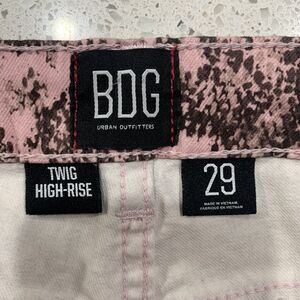 BDG
URBAN OUTFITTERS
TWIG
HIGH-RISE
29
MADE IN VIETNAM
FABRIQUÉ EN VIETNAM